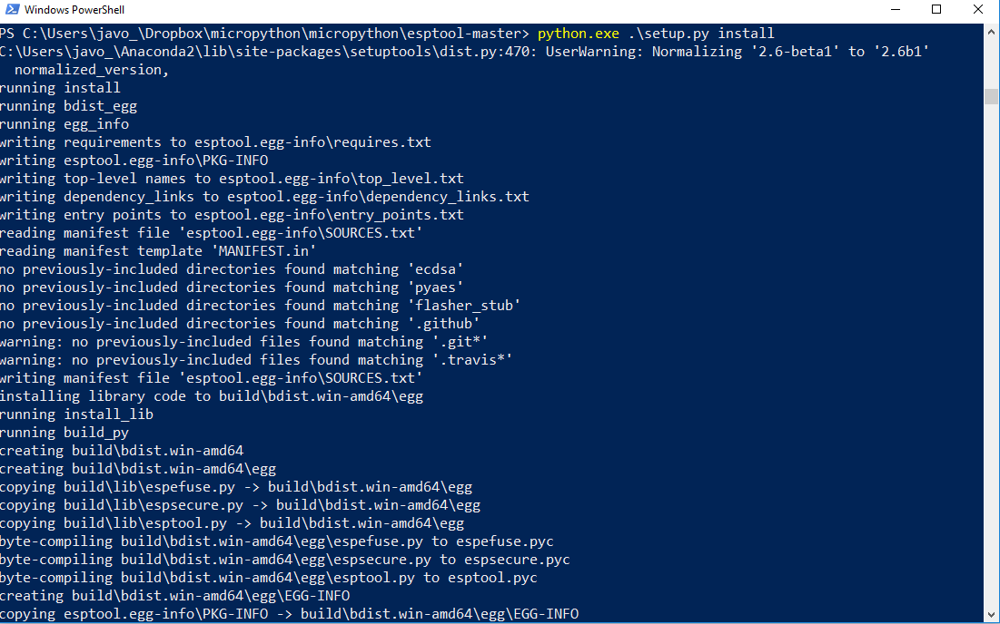 Windows PowerShell
PS C:\Users\javo_\Dropbox\micropython\micropython\esptool-master> python.exe .\setup.py install
C:\Users\javo_\Anaconda2\lib\site-packages\setuptools\dist.py:470: UserWarning: Normalizing '2.6-beta1' to '2.6b1'
  normalized_version,
running install
running bdist_egg
running egg_info
writing requirements to esptool.egg-info\requires.txt
writing esptool.egg-info\PKG-INFO
writing top-level names to esptool.egg-info\top_level.txt
writing dependency_links to esptool.egg-info\dependency_links.txt
writing entry points to esptool.egg-info\entry_points.txt
reading manifest file 'esptool.egg-info\SOURCES.txt'
reading manifest template 'MANIFEST.in'
no previously-included directories found matching 'ecdsa'
no previously-included directories found matching 'pyaes'
no previously-included directories found matching 'flasher_stub'
no previously-included directories found matching '.github'
warning: no previously-included files found matching '.git*'
warning: no previously-included files found matching '.travis*'
writing manifest file 'esptool.egg-info\SOURCES.txt'
installing library code to build\bdist.win-amd64\egg
running install_lib
running build_py
creating build\bdist.win-amd64
creating build\bdist.win-amd64\egg
copying build\lib\espefuse.py -> build\bdist.win-amd64\egg
copying build\lib\espsecure.py -> build\bdist.win-amd64\egg
copying build\lib\esptool.py -> build\bdist.win-amd64\egg
byte-compiling build\bdist.win-amd64\egg\espefuse.py to espefuse.pyc
byte-compiling build\bdist.win-amd64\egg\espsecure.py to espsecure.pyc
byte-compiling build\bdist.win-amd64\egg\esptool.py to esptool.pyc
creating build\bdist.win-amd64\egg\EGG-INFO
copying esptool.egg-info\PKG-INFO -> build\bdist.win-amd64\egg\EGG-INFO